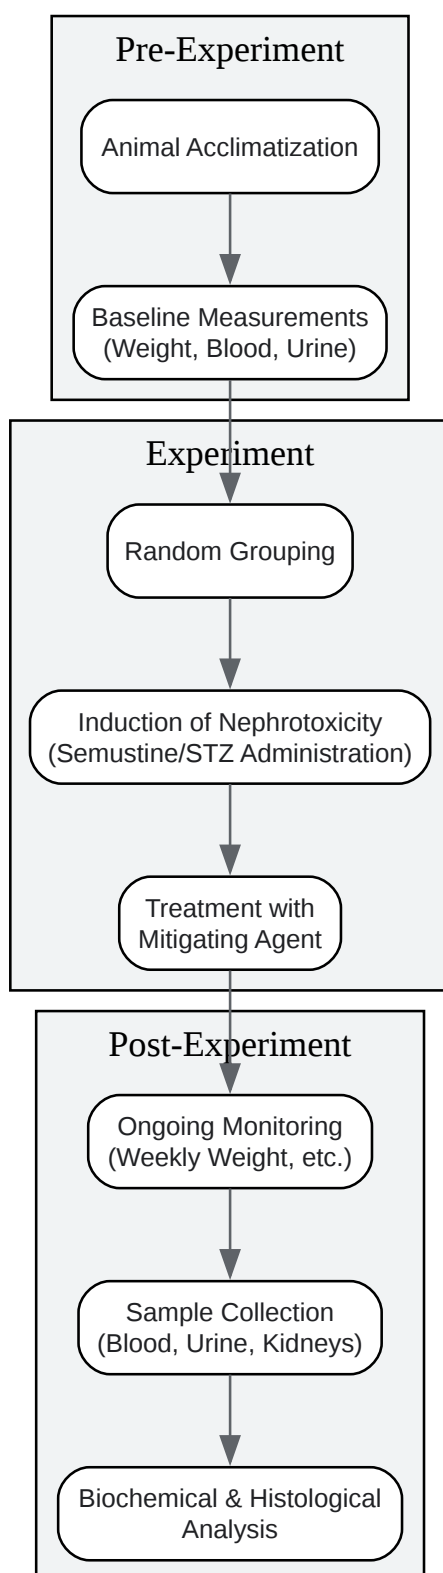 Pre-Experiment
Animal Acclimatization
Baseline Measurements
(Weight, Blood, Urine)
Experiment
Random Grouping
Induction of Nephrotoxicity
(Semustine/STZ Administration)
Treatment with
Mitigating Agent
Post-Experiment
Ongoing Monitoring
(Weekly Weight, etc.)
Sample Collection
(Blood, Urine, Kidneys)
Biochemical & Histological
Analysis